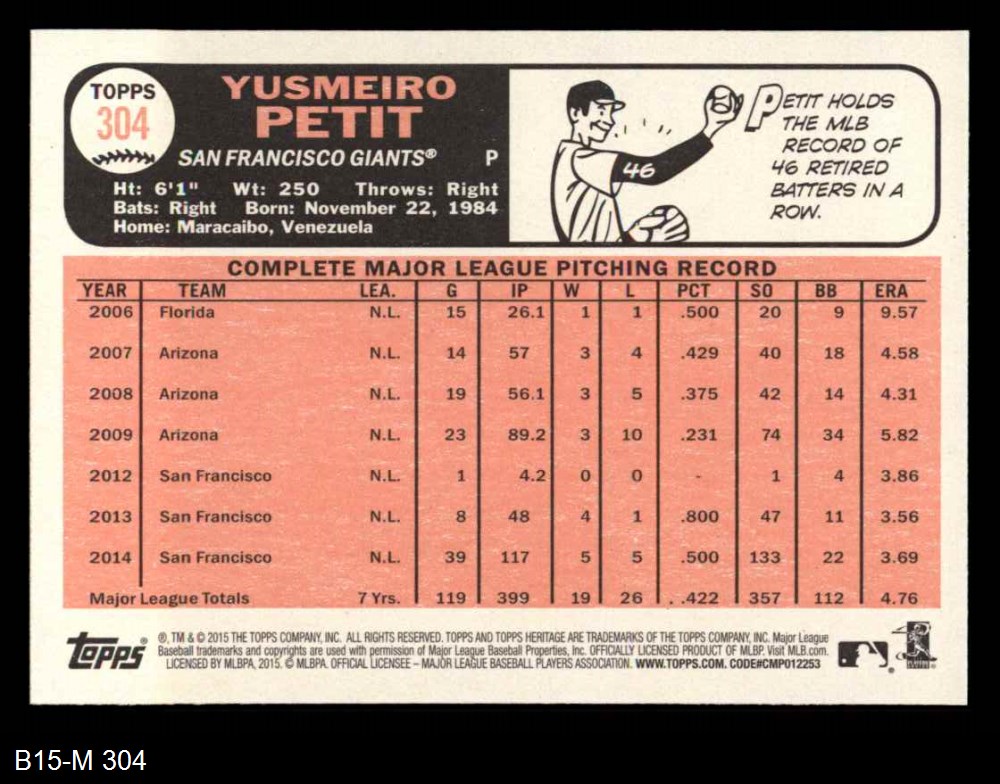 TOPPS
304
YUSMEIRO
PETIT
SAN FRANCISCO GIANTS® P
Ht: 6'1" Wt: 250 Throws: Right
Bats: Right Born: November 22, 1984
Home: Maracaibo, Venezuela
46
PETIT HOLDS
THE MLB
RECORD OF
46 RETIRED
BATTERS IN A
ROW.
COMPLETE MAJOR LEAGUE PITCHING RECORD
YEAR TEAM LEA. G IP W L PCT SO BB ERA
2006 Florida N.L. 15 26.1 1 1 .500 20 9 9.57
2007 Arizona N.L. 14 57 3 4 .429 40 18 4.58
2008 Arizona N.L. 19 56.1 3 5 .375 42 14 4.31
2009 Arizona N.L. 23 89.2 3 10 .231 74 34 5.82
2012 San Francisco N.L. 1 4.2 0 0 - 1 4 3.86
2013 San Francisco N.L. 8 48 4 1 .800 47 11 3.56
2014 San Francisco N.L. 39 117 5 5 .500 133 22 3.69
Major League Totals 7 Yrs. 119 399 19 26 . .422 357 112 4.76
Topps®
®, TM & © 2015 THE TOPPS COMPANY, INC. ALL RIGHTS RESERVED. TOPPS AND TOPPS HERITAGE ARE TRADEMARKS OF THE TOPPS COMPANY, INC. Major League
Baseball trademarks and copyrights are used with permission of Major League Baseball Properties, Inc. OFFICIALLY LICENSED PRODUCT OF MLBP. Visit MLB.com.
LICENSED BY MLBPA, 2015. © MLBPA. OFFICIAL LICENSEE – MAJOR LEAGUE BASEBALL PLAYERS ASSOCIATION. WWW.TOPPS.COM. CODE#CMP012253
B15-M 304